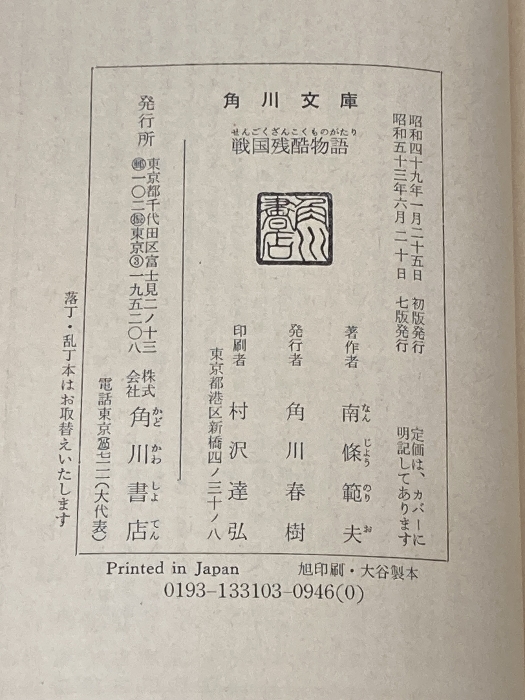 角川文庫
せんごくざんこくものがたり
戦国残酷物語
昭和四十九年一月二十五日 初版発行
昭和五十三年六月二十日 七版発行
定価は、カバーに
明記してあります
角川
書店
著作者 南條範夫
なんじょうのりお
発行者 角川春樹
印刷者 村沢達弘
東京都港区新橋四ノ三十ノ八
発行所
東京都千代田区富士見二ノ十三
郵一〇二振東京③一九五二〇八
株式
会社 角川書店
かどかわしょてん
電話東京 七一一(大代表)
落丁・乱丁本はお取替えいたします
Printed in Japan 旭印刷・大谷製本
0193-133103-0946(0)